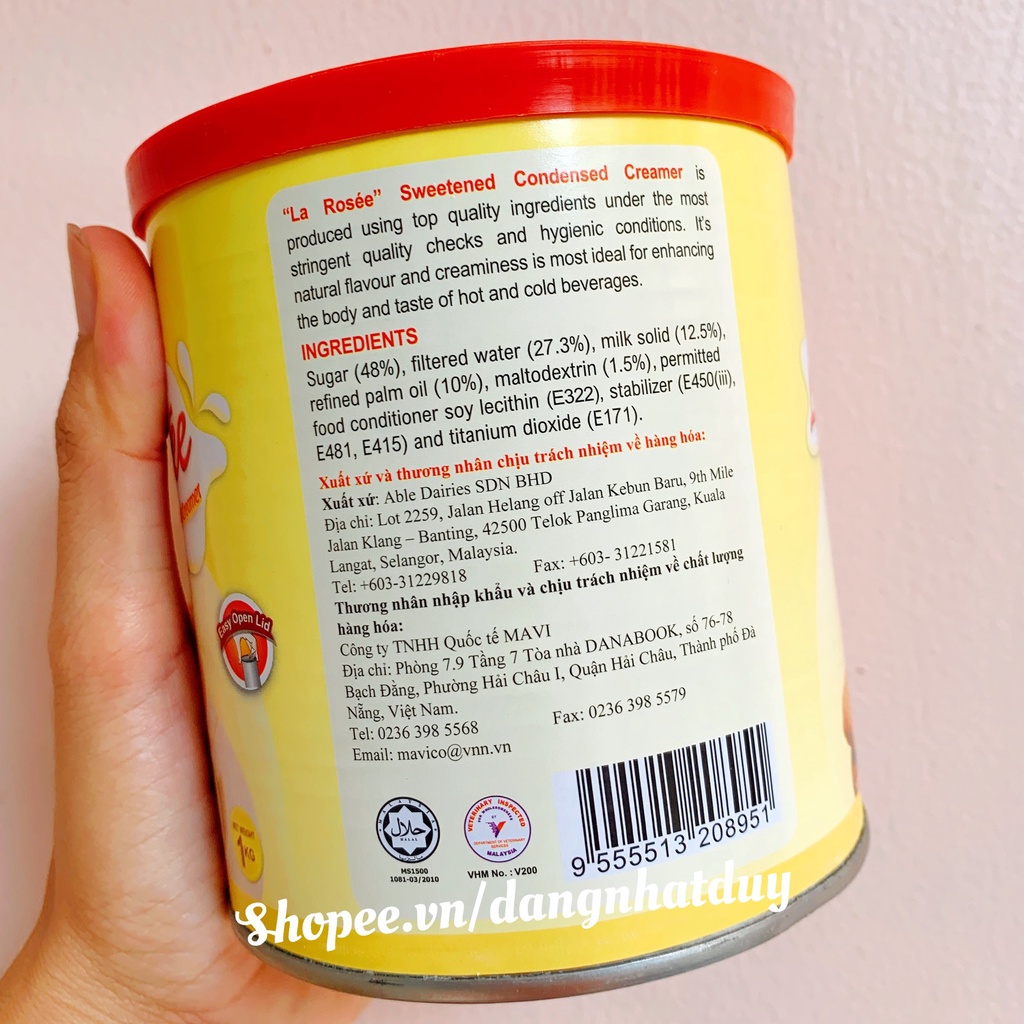 "La Rosée" Sweetened Condensed Creamer is
produced using top quality ingredients under the most
stringent quality checks and hygienic conditions. It's
natural flavour and creaminess is most ideal for enhancing
the body and taste of hot and cold beverages.
INGREDIENTS
Sugar (48%), filtered water (27.3%), milk solid (12.5%),
refined palm oil (10%), maltodextrin (1.5%), permitted
food conditioner soy lecithin (E322), stabilizer (E450(iii),
E481, E415) and titanium dioxide (E171).
Xuất xứ và thương nhân chịu trách nhiệm về hàng hóa:
Xuất xứ: Able Dairies SDN BHD
Địa chỉ: Lot 2259, Jalan Helang off Jalan Kebun Baru, 9th Mile
Jalan Klang – Banting, 42500 Telok Panglima Garang, Kuala
Langat, Selangor, Malaysia.
Tel: +603-31229818 Fax: +603- 31221581
Thương nhân nhập khẩu và chịu trách nhiệm về chất lượng
hàng hóa:
Công ty TNHH Quốc tế MAVI
Địa chỉ: Phòng 7.9 Tầng 7 Tòa nhà DANABOOK, số 76-78
Bạch Đằng, Phường Hải Châu I, Quận Hải Châu, Thành phố Đà
Nẵng, Việt Nam.
Tel: 0236 398 5568 Fax: 0236 398 5579
Email: mavico@vnn.vn
Easy Open Lid
NET WEIGHT
1KG
حلال
HALAL
MS1500
1081-03/2010
VETERINARY INSPECTED
FOR WHOLESOMENESS
BY
DEPARTMENT OF VETERINARY
SERVICES
MALAYSIA
VHM No. : V200
9 555513 208951
Shopee.vn/dangnhatduy